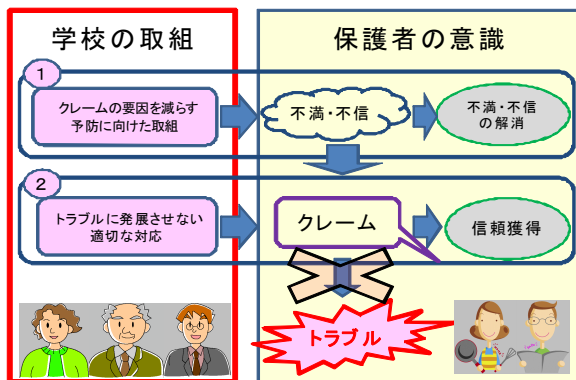 学校の取組
保護者の意識
1
クレームの要因を減らす
予防に向けた取組
不満・不信
不満・不信
の解消
2
トラブルに発展させない
適切な対応
クレーム
信頼獲得
トラブル